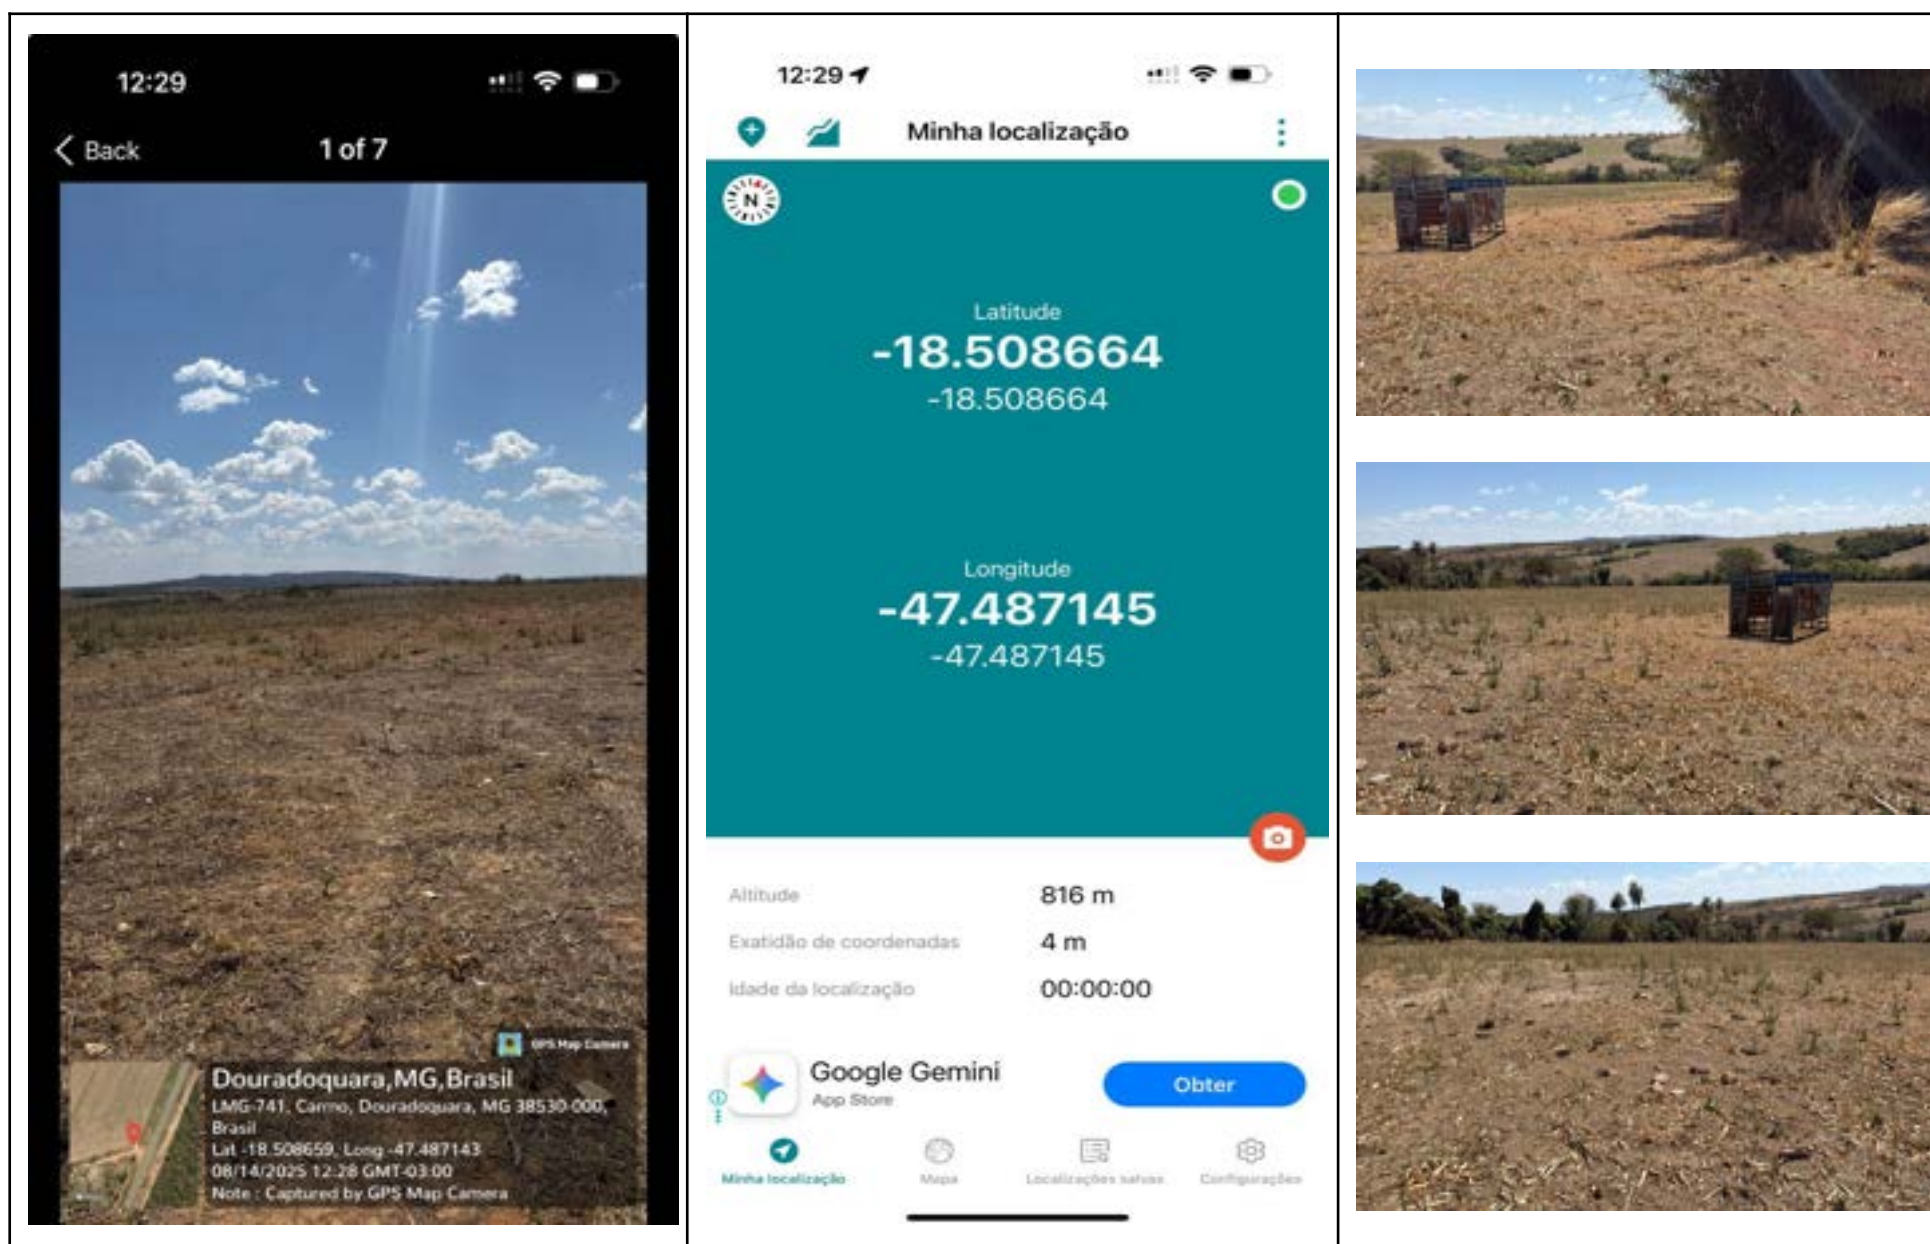 12:29
Back
1 of 7
GPS Map Camera
Douradoquara,MG,Brasil
LMG-741, Carmo, Douradoquara, MG 38530-000,
Brasil
Lat -18.508659, Long -47.487143
08/14/2025 12:28 GMT-03:00
Note : Captured by GPS Map Camera
12:29
Minha localização
N
Latitude
-18.508664
-18.508664
Longitude
-47.487145
-47.487145
Altitude 816 m
Exatidão de coordenadas 4 m
Idade da localização 00:00:00
Google Gemini
App Store
Obter
Minha localização
Mapa
Localizações salvas
Configurações